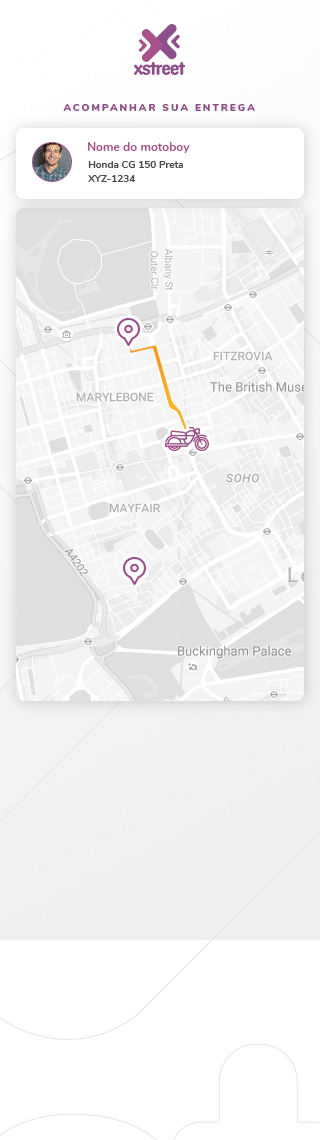 xstreet
ACOMPANHAR SUA ENTREGA
Nome do motoboy
Honda CG 150 Preta
XYZ-1234
Albany St
Outer Cir
FITZROVIA
The British Muse
MARYLEBONE
SOHO
MAYFAIR
A4202
Lo
Buckingham Palace